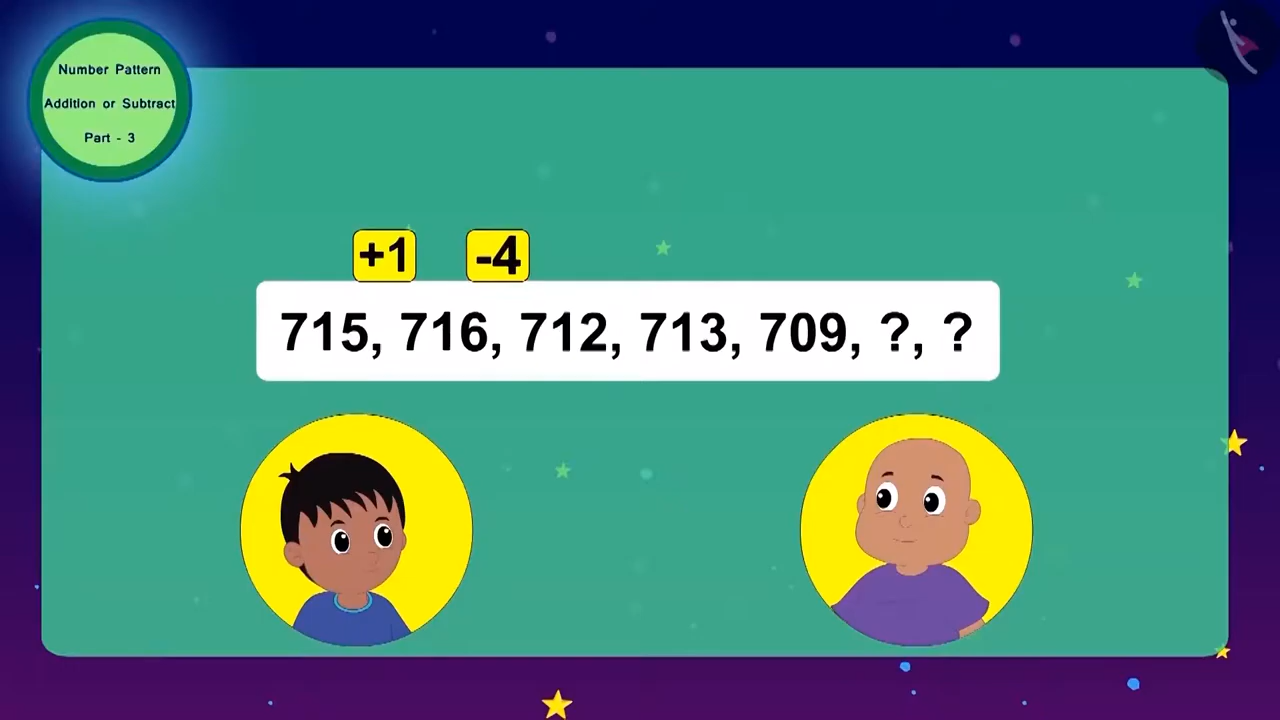 Number Pattern
Addition or Subtract
Part - 3
+1 -4
715, 716, 712, 713, 709, ?, ?